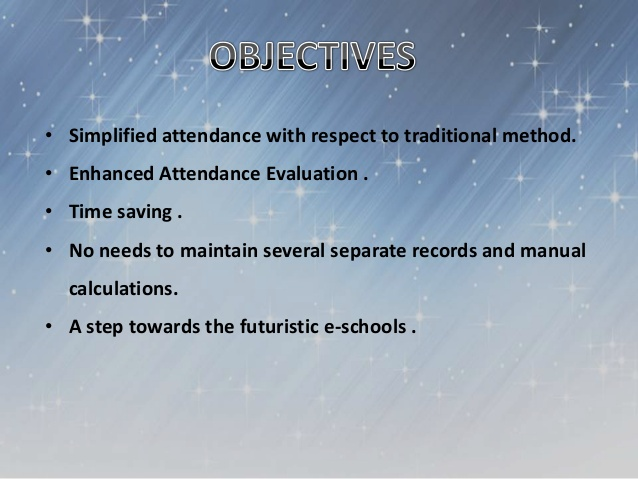 OBJECTIVES
• Simplified attendance with respect to traditional method.
• Enhanced Attendance Evaluation .
• Time saving .
• No needs to maintain several separate records and manual
calculations.
• A step towards the futuristic e-schools .